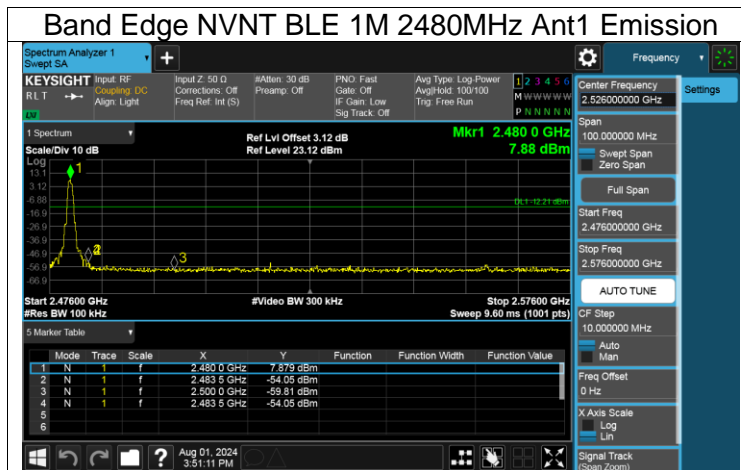 Band Edge NVNT BLE 1M 2480MHz Ant1 Emission
Spectrum Analyzer 1
Swept SA
Frequency
KEYSIGHT Input: RF Input Z: 50 Ω #Atten: 30 dB PNO: Fast Avg Type: Log-Power 1 2 3 4 5 6
RLT Coupling: DC Corrections: Off Preamp: Off Gate: Off Avg|Hold: 100/100 M W W W W W
Align: Light Freq Ref: Int (S) IF Gain: Low Trig: Free Run
Sig Track: Off P N N N N N
LXI
Center Frequency
2.526000000 GHz
Settings
1 Spectrum
Scale/Div 10 dB
Ref Lvl Offset 3.12 dB
Ref Level 23.12 dBm
Mkr1 2.480 0 GHz
7.88 dBm
Span
100.000000 MHz
Swept Span
Zero Span
Full Span
Start Freq
2.476000000 GHz
Stop Freq
2.576000000 GHz
AUTO TUNE
CF Step
10.000000 MHz
Auto
Man
Freq Offset
0 Hz
X Axis Scale
Log
Lin
Signal Track
(Span Zoom)
Log
13.1
3.12
-6.88
-16.9
-26.9
-36.9
-46.9
-56.9
-66.9
1
3
DL1 -12.21 dBm
Start 2.47600 GHz #Video BW 300 kHz Stop 2.57600 GHz
#Res BW 100 kHz Sweep 9.60 ms (1001 pts)
5 Marker Table
Mode Trace Scale X Y Function Function Width Function Value
1 N 1 f 2.480 0 GHz 7.879 dBm
2 N 1 f 2.483 5 GHz -54.05 dBm
3 N 1 f 2.500 0 GHz -59.81 dBm
4 N 1 f 2.483 5 GHz -54.05 dBm
5
6
Aug 01, 2024
3:51:11 PM